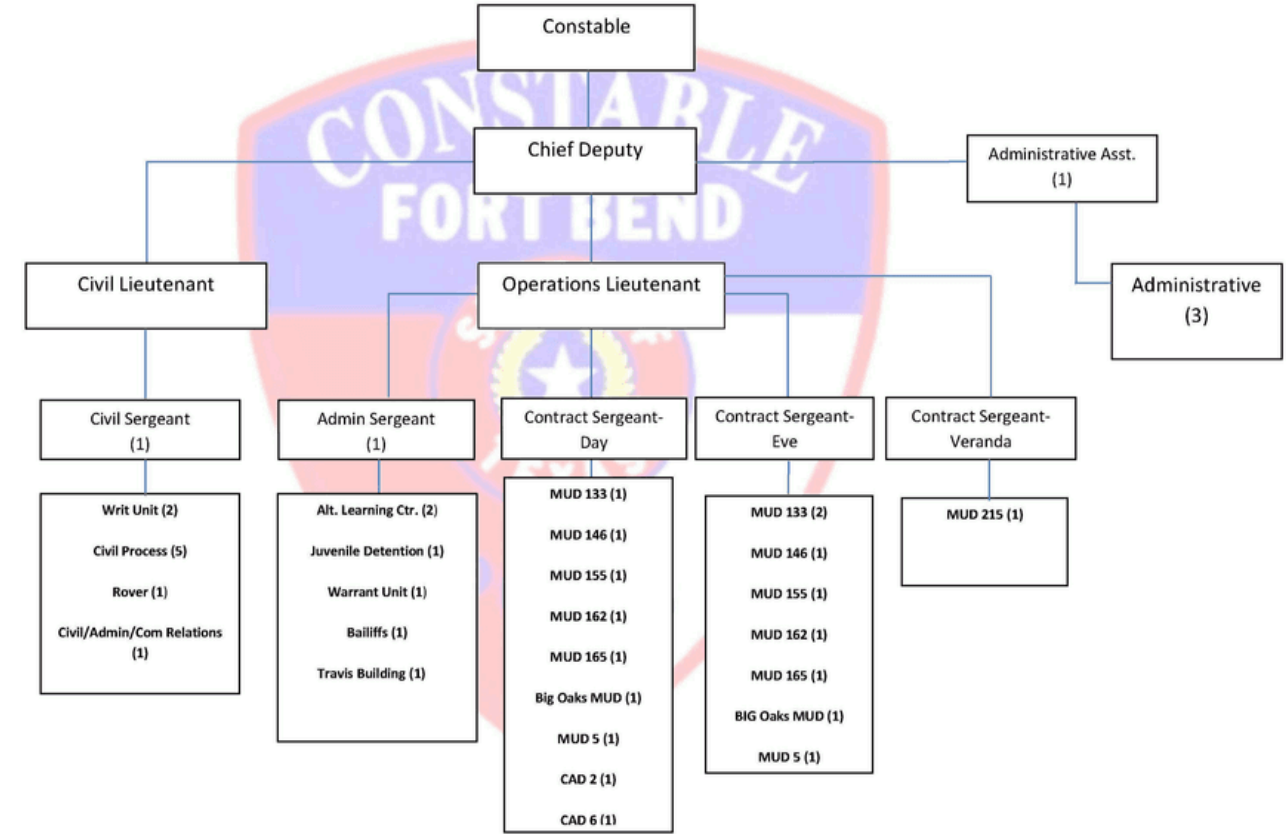 Constable
CONSTABLE
FORT BEND
Chief Deputy
Administrative Asst.
(1)
Administrative
(3)
Civil Lieutenant
Operations Lieutenant
Civil Sergeant
(1)
Admin Sergeant
(1)
Contract Sergeant-
Day
Contract Sergeant-
Eve
Contract Sergeant-
Veranda
Writ Unit (2)
Civil Process (5)
Rover (1)
Civil/Admin/Com Relations
(1)
Alt. Learning Ctr. (2)
Juvenile Detention (1)
Warrant Unit (1)
Bailiffs (1)
Travis Building (1)
MUD 133 (1)
MUD 146 (1)
MUD 155 (1)
MUD 162 (1)
MUD 165 (1)
Big Oaks MUD (1)
MUD 5 (1)
CAD 2 (1)
CAD 6 (1)
MUD 133 (2)
MUD 146 (1)
MUD 155 (1)
MUD 162 (1)
MUD 165 (1)
BIG Oaks MUD (1)
MUD 5 (1)
MUD 215 (1)